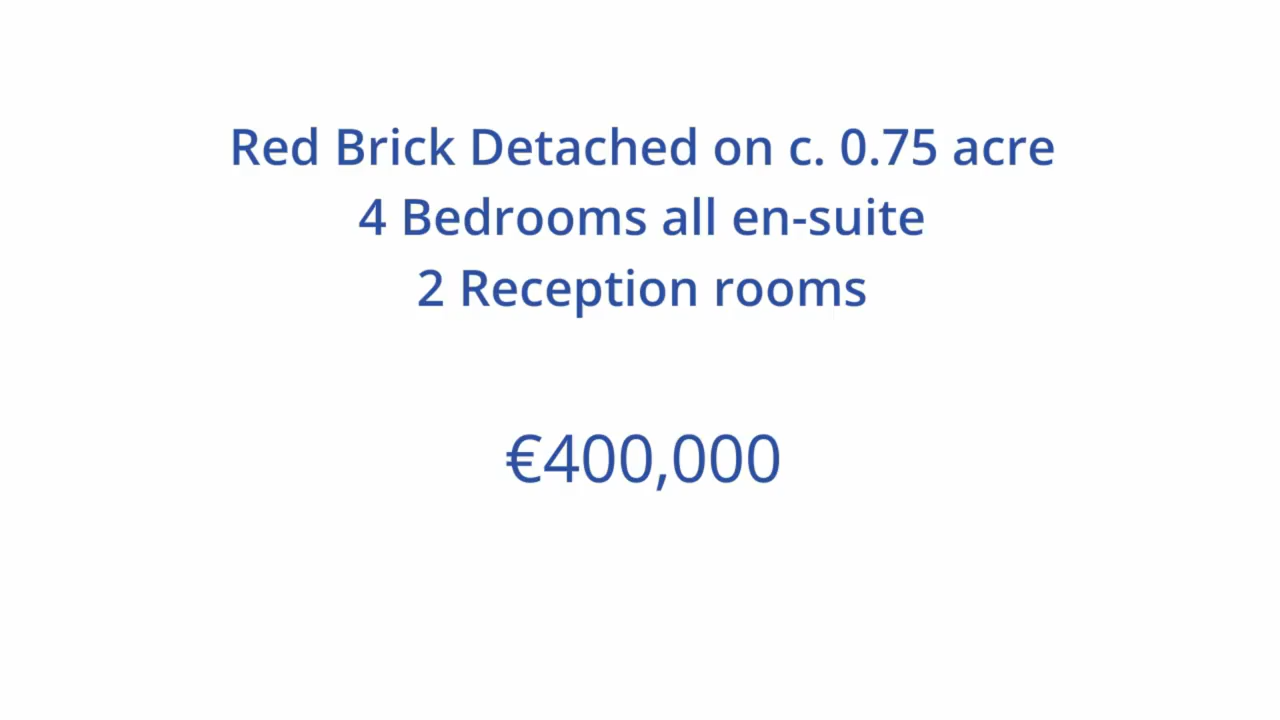 Red Brick Detached on c. 0.75 acre
4 Bedrooms all en-suite
2 Reception rooms
€400,000